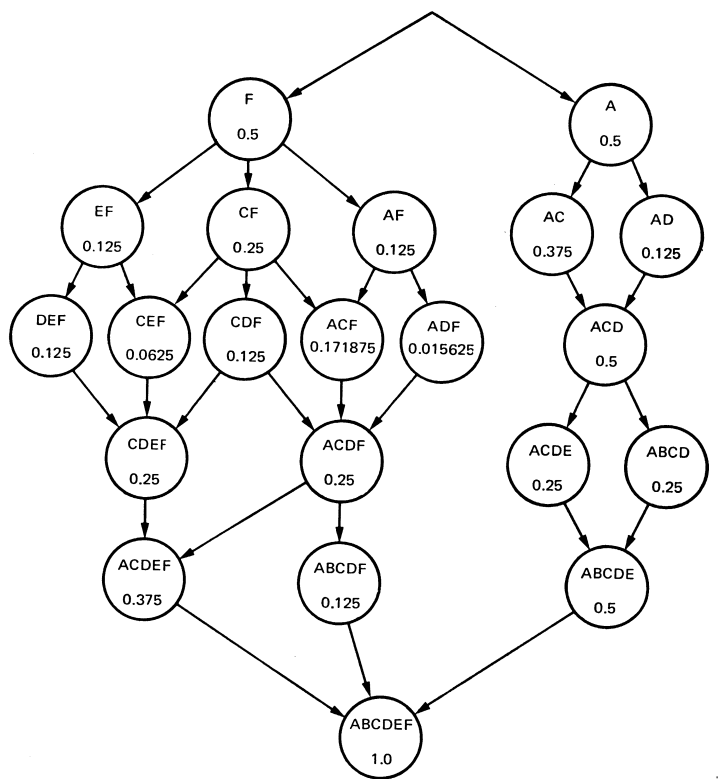 F
0.5
A
0.5
EF
0.125
CF
0.25
AF
0.125
AC
0.375
AD
0.125
DEF
0.125
CEF
0.0625
CDF
0.125
ACF
0.171875
ADF
0.015625
ACD
0.5
CDEF
0.25
ACDF
0.25
ACDE
0.25
ABCD
0.25
ACDEF
0.375
ABCDF
0.125
ABCDE
0.5
ABCDEF
1.0